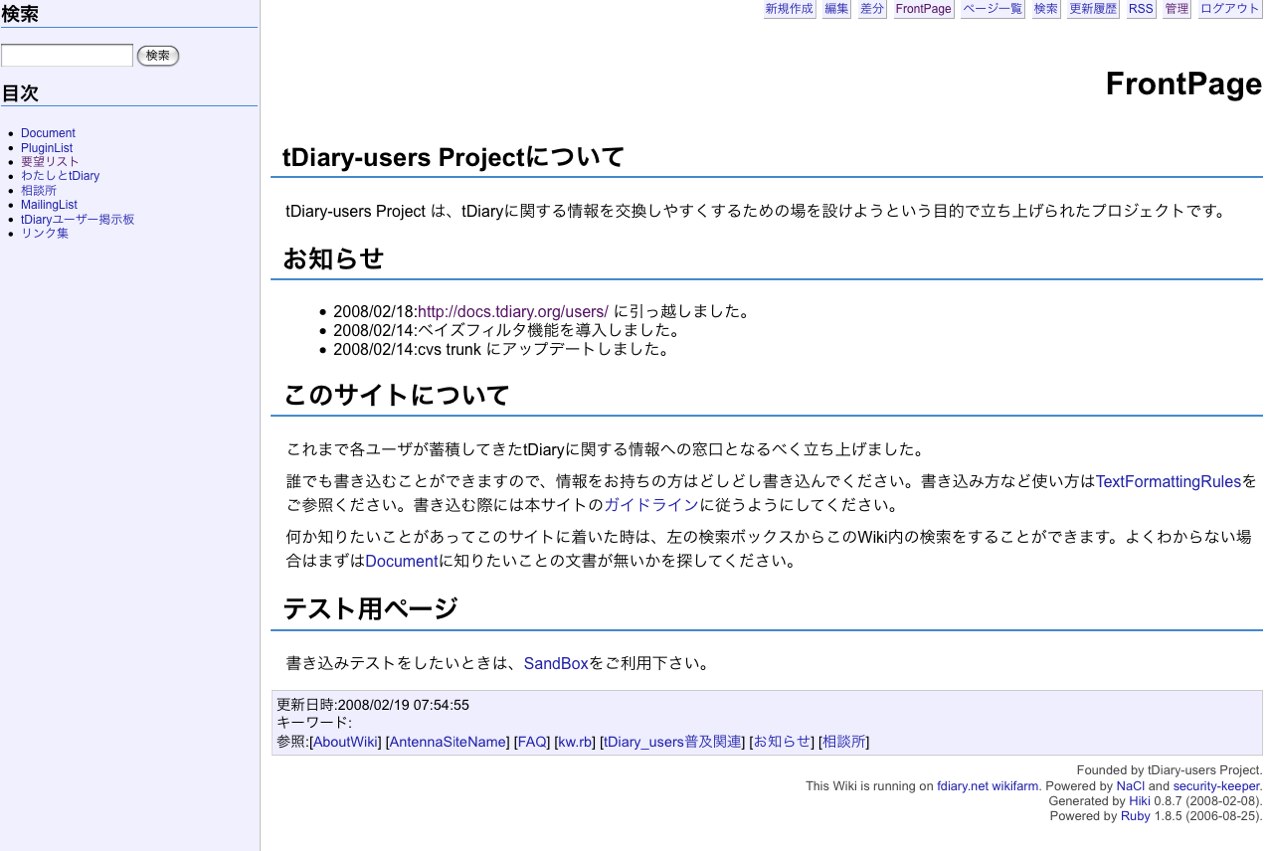 検索
検索
目次
Document
PluginList
要望リスト
わたしとtDiary
相談所
MailingList
tDiaryユーザー掲示板
リンク集
新規作成 編集 差分 FrontPage ページ一覧 検索 更新履歴 RSS 管理 ログアウト
FrontPage
tDiary-users Projectについて
tDiary-users Project は、tDiaryに関する情報を交換しやすくするための場を設けようという目的で立ち上げられたプロジェクトです。
お知らせ
2008/02/18:http://docs.tdiary.org/users/ に引っ越しました。
2008/02/14:ベイズフィルタ機能を導入しました。
2008/02/14:cvs trunk にアップデートしました。
このサイトについて
これまで各ユーザが蓄積してきたtDiaryに関する情報への窓口となるべく立ち上げました。
誰でも書き込むことができますので、情報をお持ちの方はどしどし書き込んでください。書き込み方など使い方はTextFormattingRulesを
ご参照ください。書き込む際には本サイトのガイドラインに従うようにしてください。
何か知りたいことがあってこのサイトに着いた時は、左の検索ボックスからこのWiki内の検索をすることができます。よくわからない場
合はまずはDocumentに知りたいことの文書が無いかを探してください。
テスト用ページ
書き込みテストをしたいときは、SandBoxをご利用下さい。
更新日時:2008/02/19 07:54:55
キーワード:
参照:[AboutWiki] [AntennaSiteName] [FAQ] [kw.rb] [tDiary_users普及関連] [お知らせ] [相談所]
Founded by tDiary-users Project.
This Wiki is running on fdiary.net wikifarm. Powered by NaCl and security-keeper.
Generated by Hiki 0.8.7 (2008-02-08).
Powered by Ruby 1.8.5 (2006-08-25).